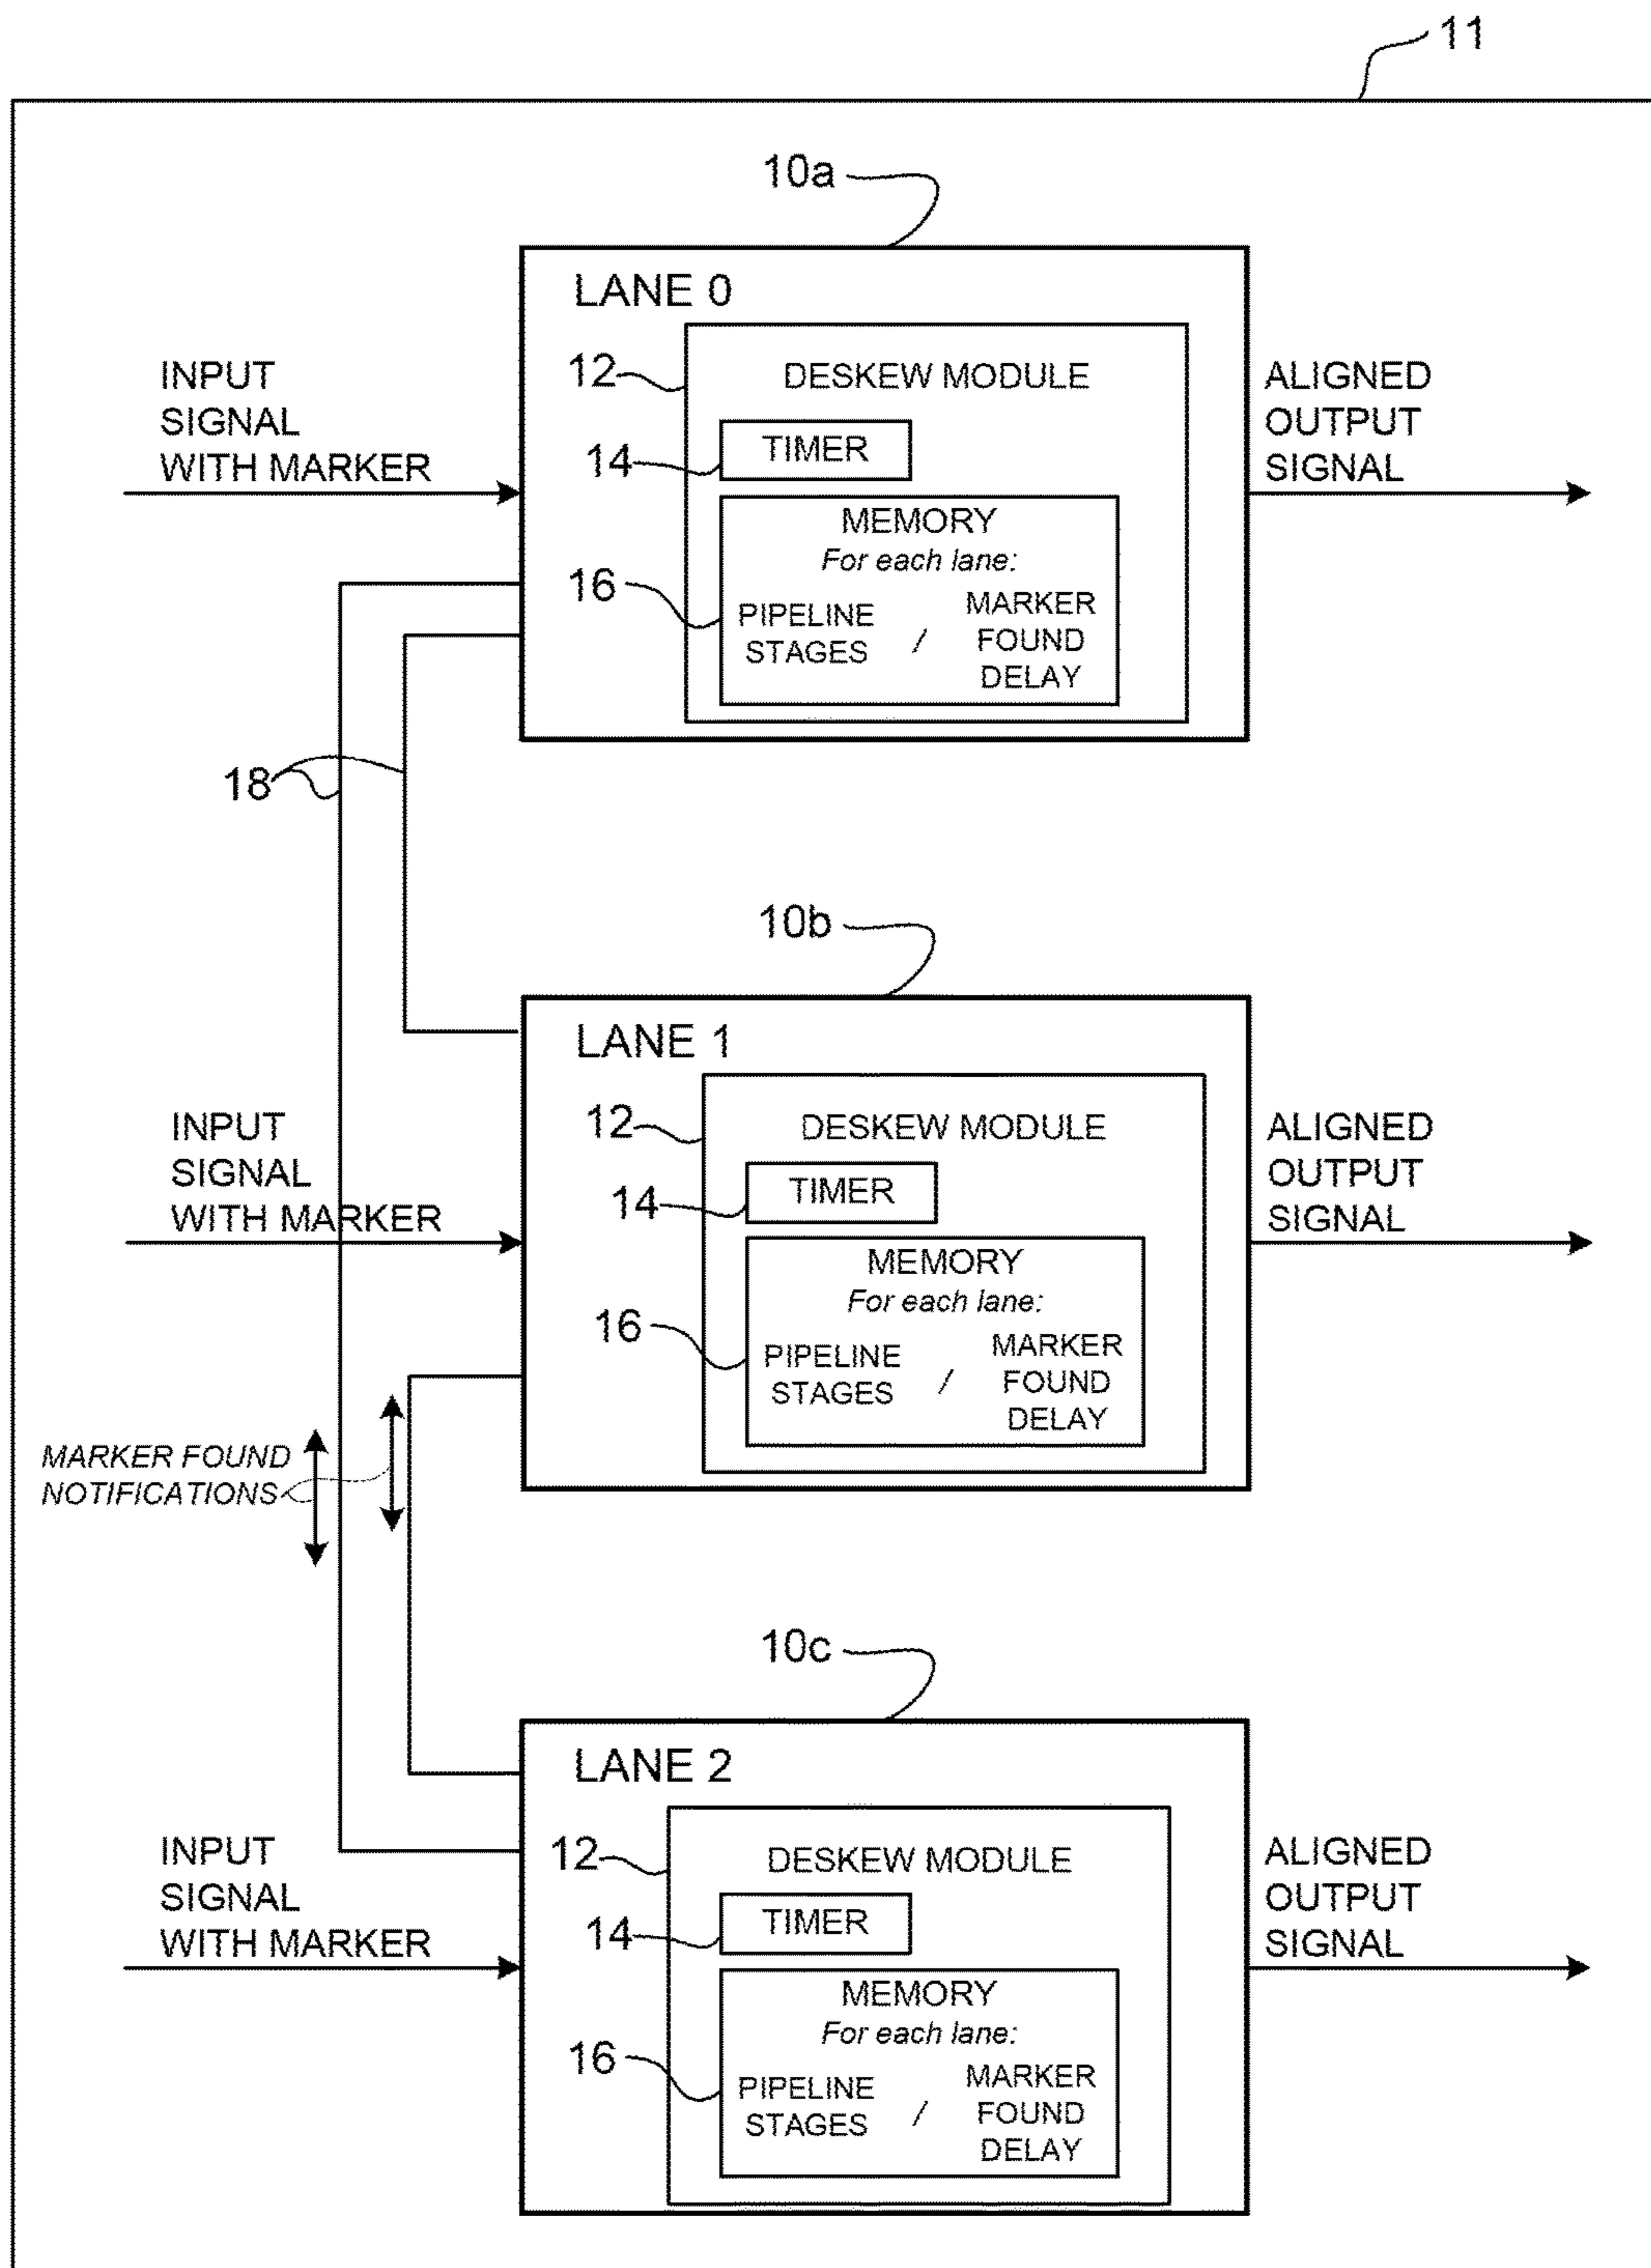 11
10a
LANE 0
INPUT
SIGNAL
WITH MARKER
12
DESKEW MODULE
14
TIMER
MEMORY
For each lane:
16
PIPELINE
STAGES
/
MARKER
FOUND
DELAY
ALIGNED
OUTPUT
SIGNAL
18
10b
LANE 1
INPUT
SIGNAL
WITH MARKER
12
DESKEW MODULE
14
TIMER
MEMORY
For each lane:
16
PIPELINE
STAGES
/
MARKER
FOUND
DELAY
ALIGNED
OUTPUT
SIGNAL
MARKER FOUND
NOTIFICATIONS
10c
LANE 2
INPUT
SIGNAL
WITH MARKER
12
DESKEW MODULE
14
TIMER
MEMORY
For each lane:
16
PIPELINE
STAGES
/
MARKER
FOUND
DELAY
ALIGNED
OUTPUT
SIGNAL